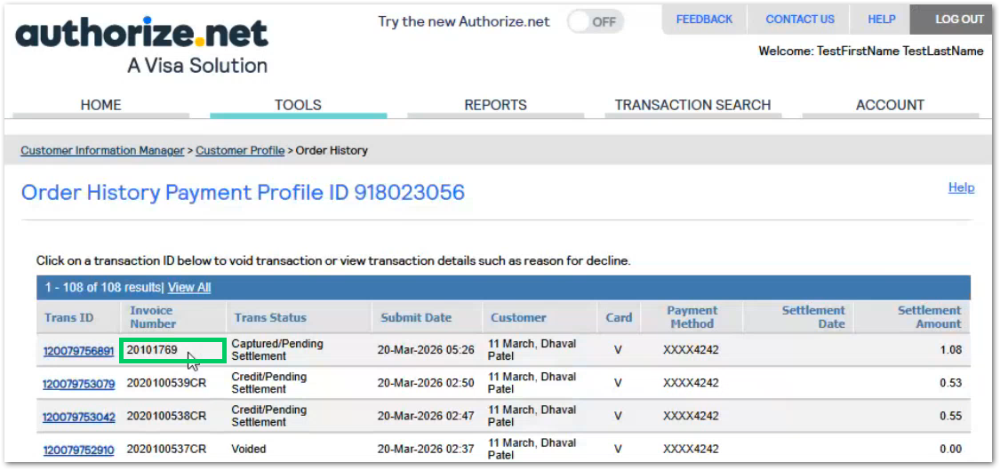 authorize.net
A Visa Solution
Try the new Authorize.net OFF
FEEDBACK CONTACT US HELP LOG OUT
Welcome: TestFirstName TestLastName
HOME TOOLS REPORTS TRANSACTION SEARCH ACCOUNT
Customer Information Manager > Customer Profile > Order History
Order History Payment Profile ID 918023056
Help
Click on a transaction ID below to void transaction or view transaction details such as reason for decline.
1 - 108 of 108 results| View All
Trans ID Invoice Number Trans Status Submit Date Customer Card Payment Method Settlement Date Settlement Amount
120079756891 20101769 Captured/Pending Settlement 20-Mar-2026 05:26 11 March, Dhaval Patel V XXXX4242 1.08
120079753079 2020100539CR Credit/Pending Settlement 20-Mar-2026 02:50 11 March, Dhaval Patel V XXXX4242 0.53
120079753042 2020100538CR Credit/Pending Settlement 20-Mar-2026 02:47 11 March, Dhaval Patel V XXXX4242 0.55
120079752910 2020100537CR Voided 20-Mar-2026 02:37 11 March, Dhaval Patel V XXXX4242 0.00